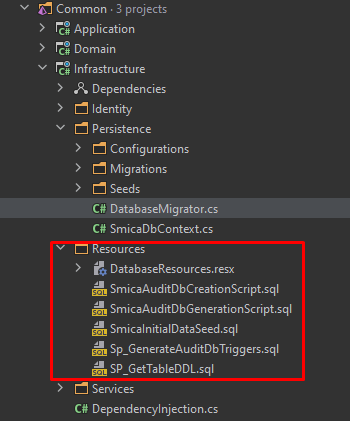 Common · 3 projects
C# Application
C# Domain
C# Infrastructure
Dependencies
Identity
Persistence
Configurations
Migrations
Seeds
C# DatabaseMigrator.cs
C# SmicaDbContext.cs
Resources
DatabaseResources.resx
SQL SmicaAuditDbCreationScript.sql
SQL SmicaAuditDbGenerationScript.sql
SQL SmicaInitialDataSeed.sql
SQL Sp_GenerateAuditDbTriggers.sql
SQL SP_GetTableDDL.sql
Services
C# DependencyInjection.cs